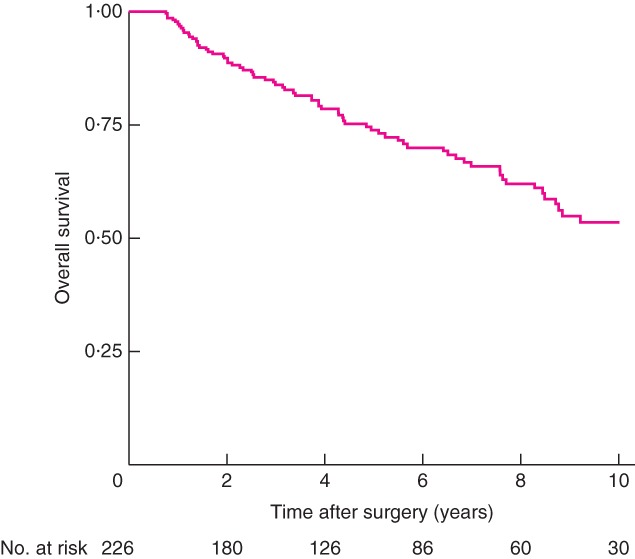 1·00
0·75
0·50
0·25
Overall survival
0 2 4 6 8 10
Time after surgery (years)
No. at risk 226 180 126 86 60 30